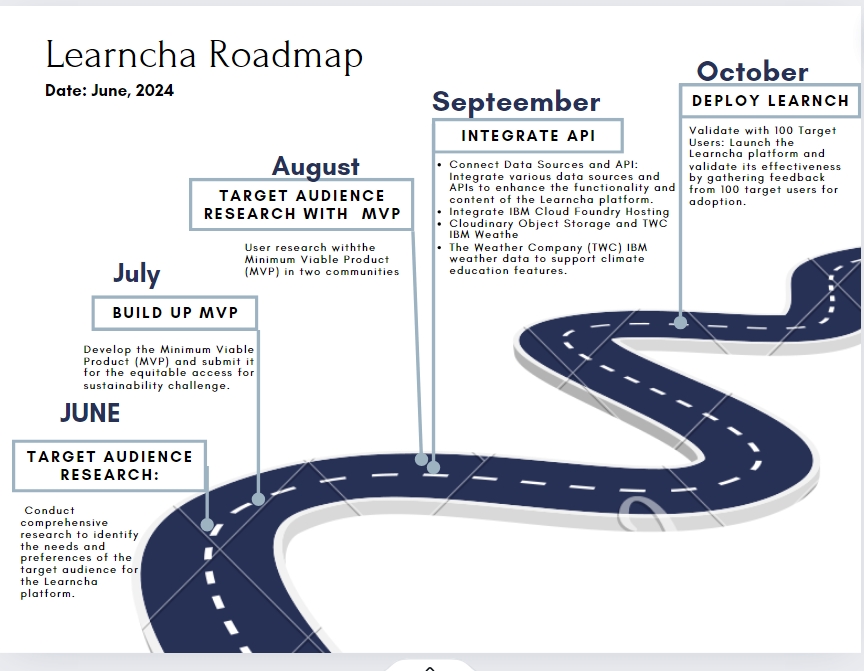 Learncha Roadmap
Date: June, 2024
JUNE
TARGET AUDIENCE
RESEARCH:
Conduct
comprehensive
research to identify
the needs and
preferences of the
target audience for
the Learncha
platform.
July
BUILD UP MVP
Develop the Minimum Viable
Product (MVP) and submit it
for the equitable access for
sustainability challenge.
August
TARGET AUDIENCE
RESEARCH WITH MVP
User research withthe
Minimum Viable Product
(MVP) in two communities
Septeember
INTEGRATE API
• Connect Data Sources and API:
Integrate various data sources and
APIs to enhance the functionality and
content of the Learncha platform.
• Integrate IBM Cloud Foundry Hosting
• Cloudinary Object Storage and TWC
IBM Weathe
• The Weather Company (TWC) IBM
weather data to support climate
education features.
October
DEPLOY LEARNCH
Validate with 100 Target
Users: Launch the
Learncha platform and
validate its effectiveness
by gathering feedback
from 100 target users for
adoption.